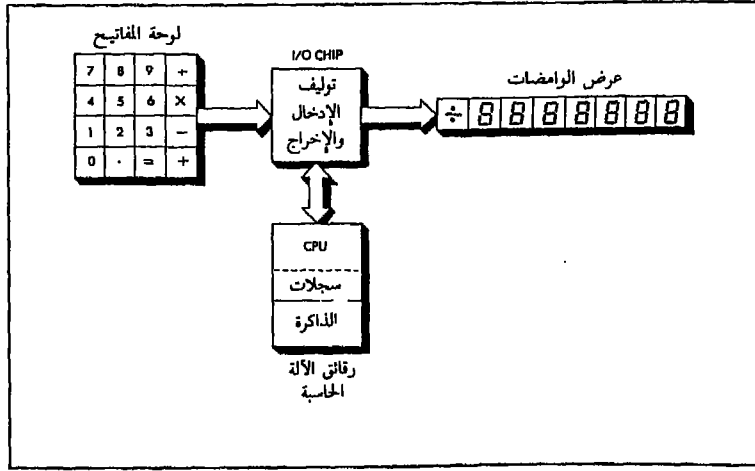 لوحة المفاتيح
7 8 9 ÷
4 5 6 ×
1 2 3 −
0 . = +
I/O CHIP
توليف
الإدخال
والإخراج
عرض الوامضات
÷ 8 8 8 8 8 8 8
CPU
سجلات
الذاكرة
رقائق الآلة
الحاسبة